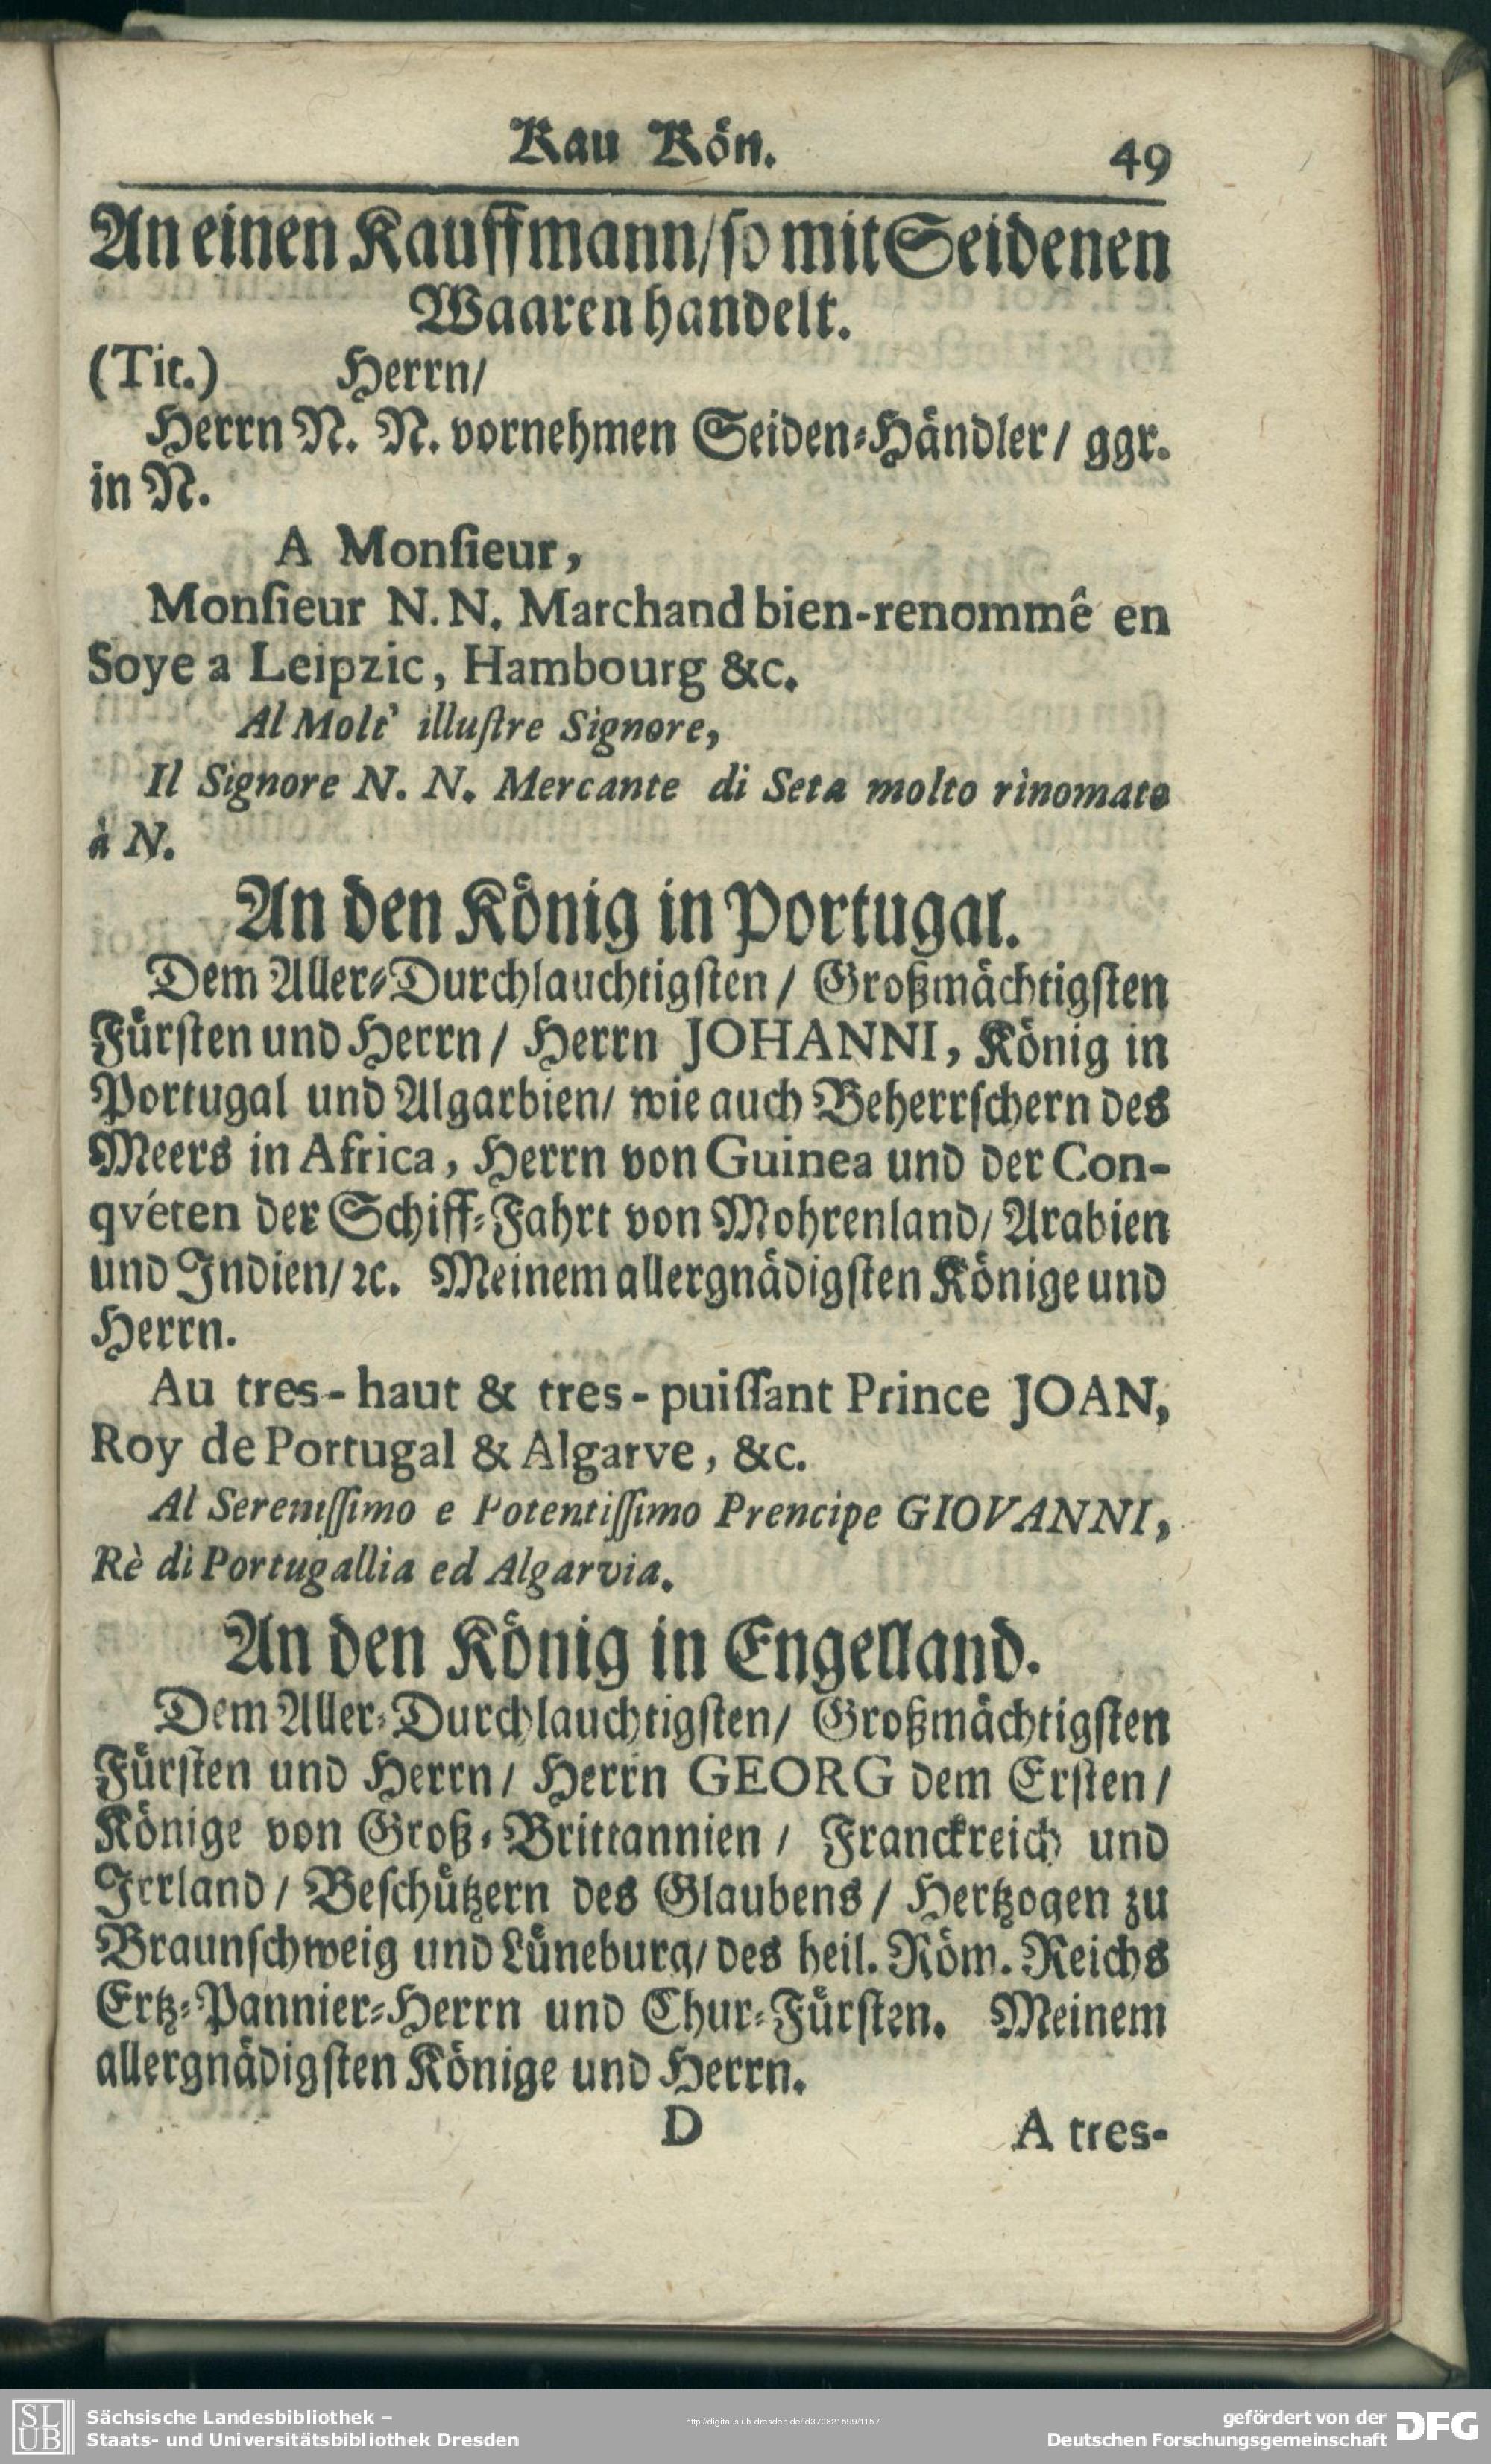 Kau Kön. 49
An einen Kauffmann/ so mit Seidenen
Waaren handelt.
(Tit.) Herrn/
Herrn N. N. vornehmen Seiden-Händler/ ggr.
in N.
A Monſieur,
Monſieur N. N. Marchand bien-renommê en
Soye a Leipzic, Hambourg &c.
Al Molt' illuſtre Signore,
Il Signore N. N. Mercante di Seta molto rìnomato
à N.
An den König in Portugal.
Dem Aller-Durchlauchtigſten/ Großmächtigſten
Fürſten und Herrn/ Herrn JOHANNI, König in
Portugal und Algarbien/ wie auch Beherrſchern des
Meers in Africa, Herrn von Guinea und der Con-
qvéten der Schiff-Fahrt von Mohrenland/ Arabien
und Indien/ ꝛc. Meinem allergnädigſten Könige und
Herrn.
Au tres-haut & tres-puiſſant Prince JOAN,
Roy de Portugal & Algarve, &c.
Al Sereniſſimo e Potentiſſimo Prencipe GIOVANNI,
Rè di Portugallia ed Algarvia.
An den König in Engelland.
Dem Aller-Durchlauchtigſten/ Großmächtigſten
Fürſten und Herrn/ Herrn GEORG dem Erſten/
Könige von Groß-Brittannien/ Franckreich und
Irrland/ Beſchützern des Glaubens/ Hertzogen zu
Braunſchweig und Lüneburg/ des heil. Röm. Reichs
Ertz-Pannier-Herrn und Chur-Fürſten. Meinem
allergnädigſten Könige und Herrn.
D A tres-
SLUB Sächsische Landesbibliothek –
Staats- und Universitätsbibliothek Dresden
http://digital.slub-dresden.de/id370821599/1157
gefördert von der
Deutschen Forschungsgemeinschaft DFG